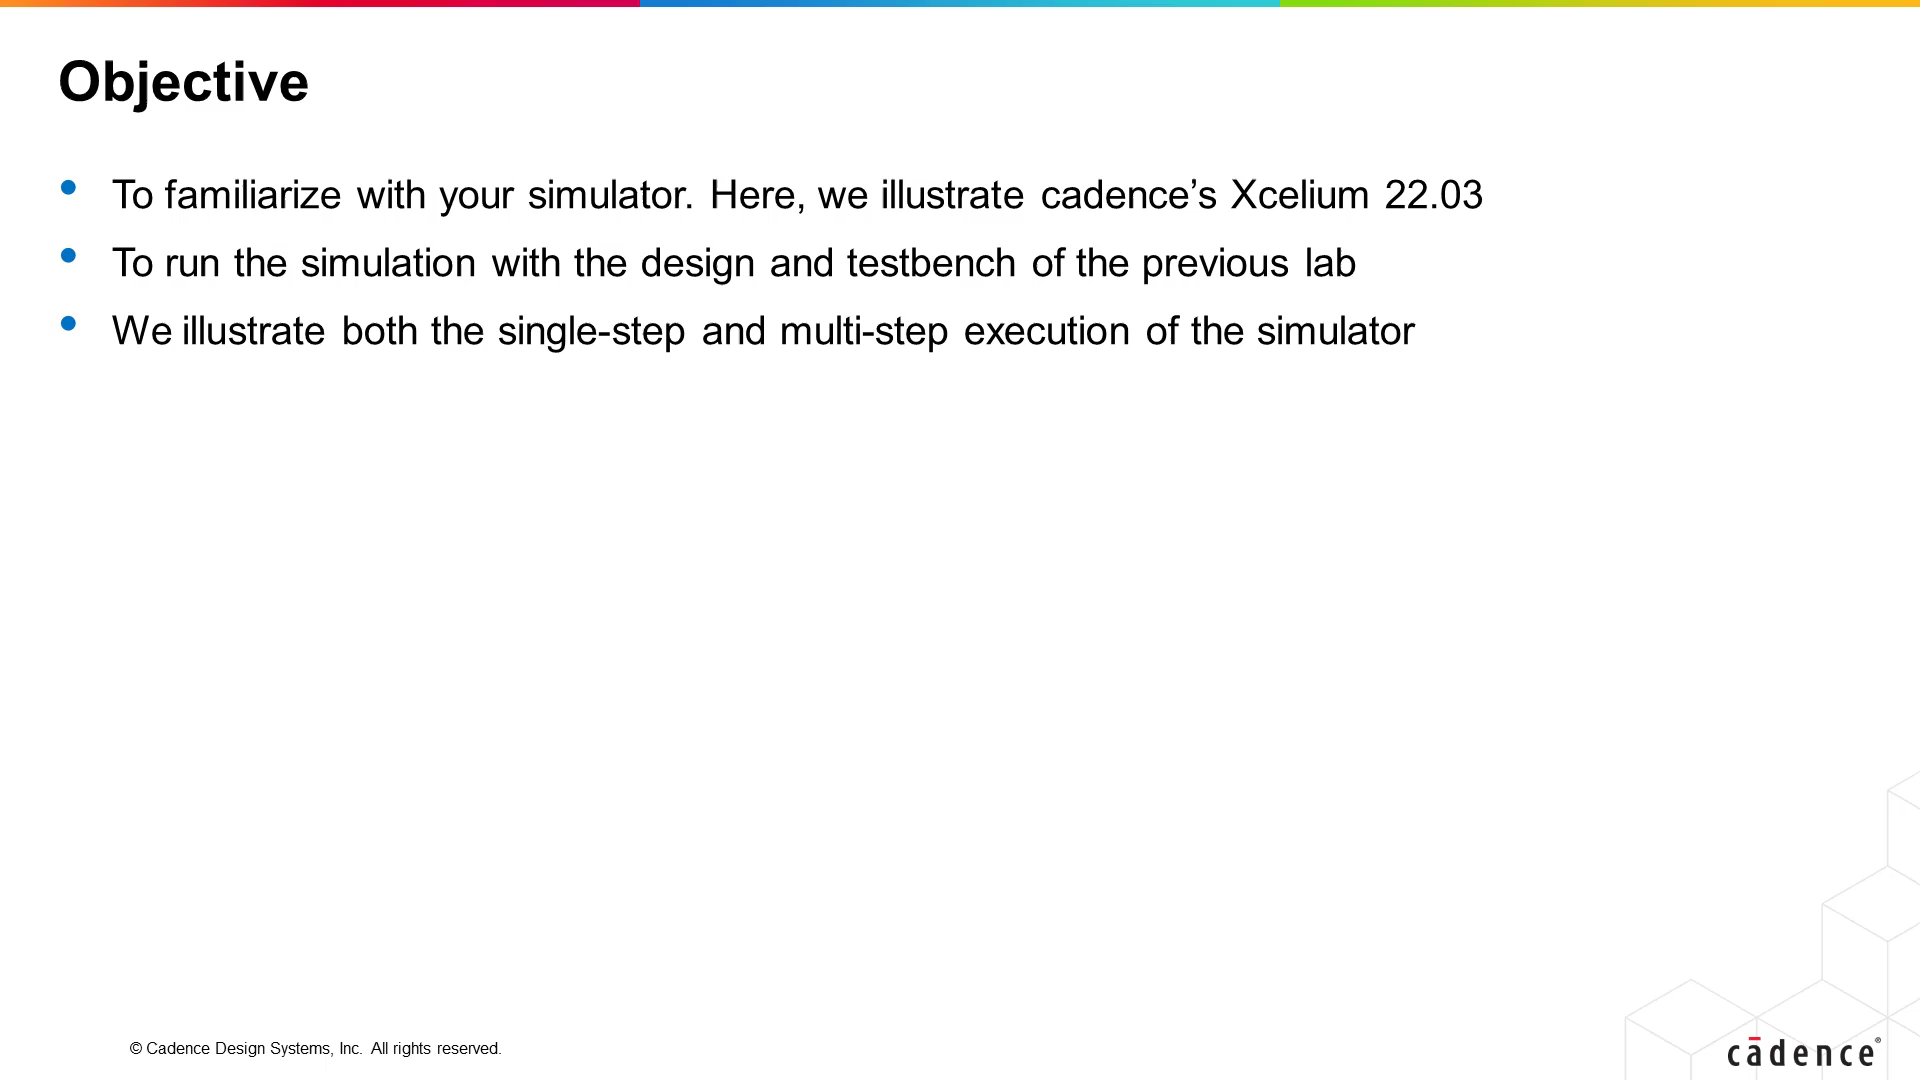 Objective
• To familiarize with your simulator. Here, we illustrate cadence’s Xcelium 22.03
• To run the simulation with the design and testbench of the previous lab
• We illustrate both the single-step and multi-step execution of the simulator
© Cadence Design Systems, Inc. All rights reserved.
cādence®